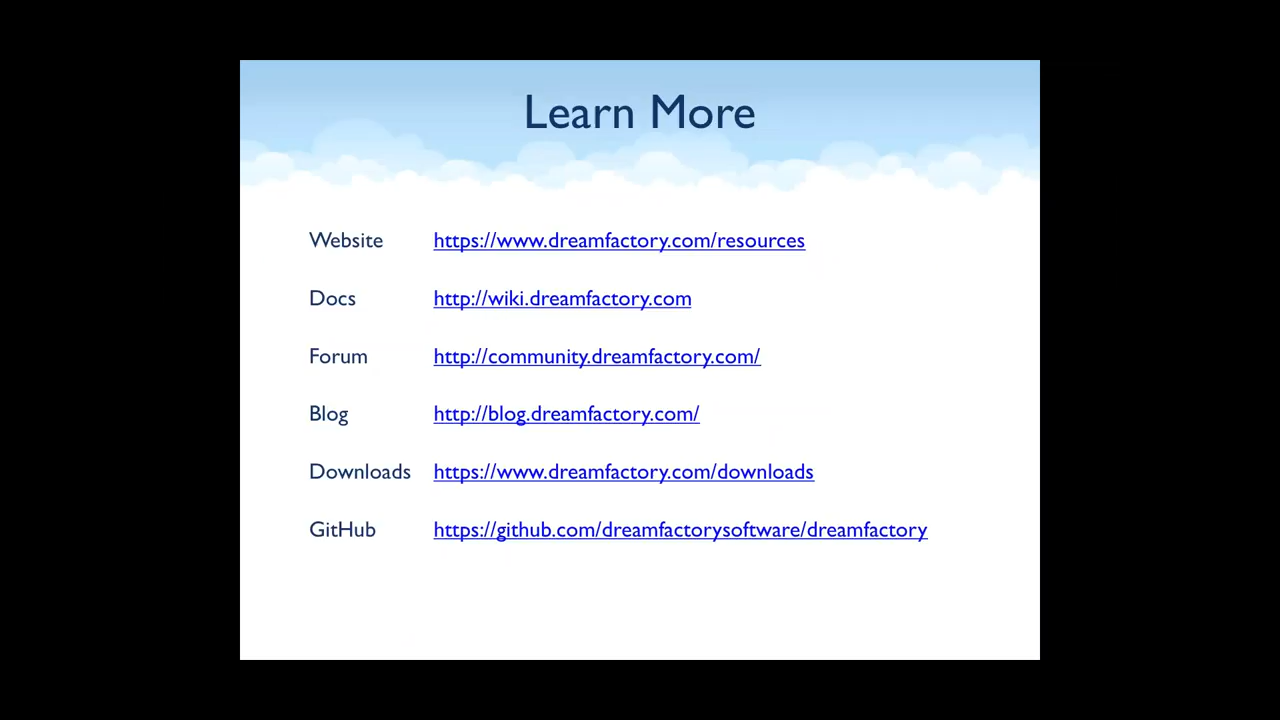 Learn More
Website https://www.dreamfactory.com/resources
Docs http://wiki.dreamfactory.com
Forum http://community.dreamfactory.com/
Blog http://blog.dreamfactory.com/
Downloads https://www.dreamfactory.com/downloads
GitHub https://github.com/dreamfactorysoftware/dreamfactory